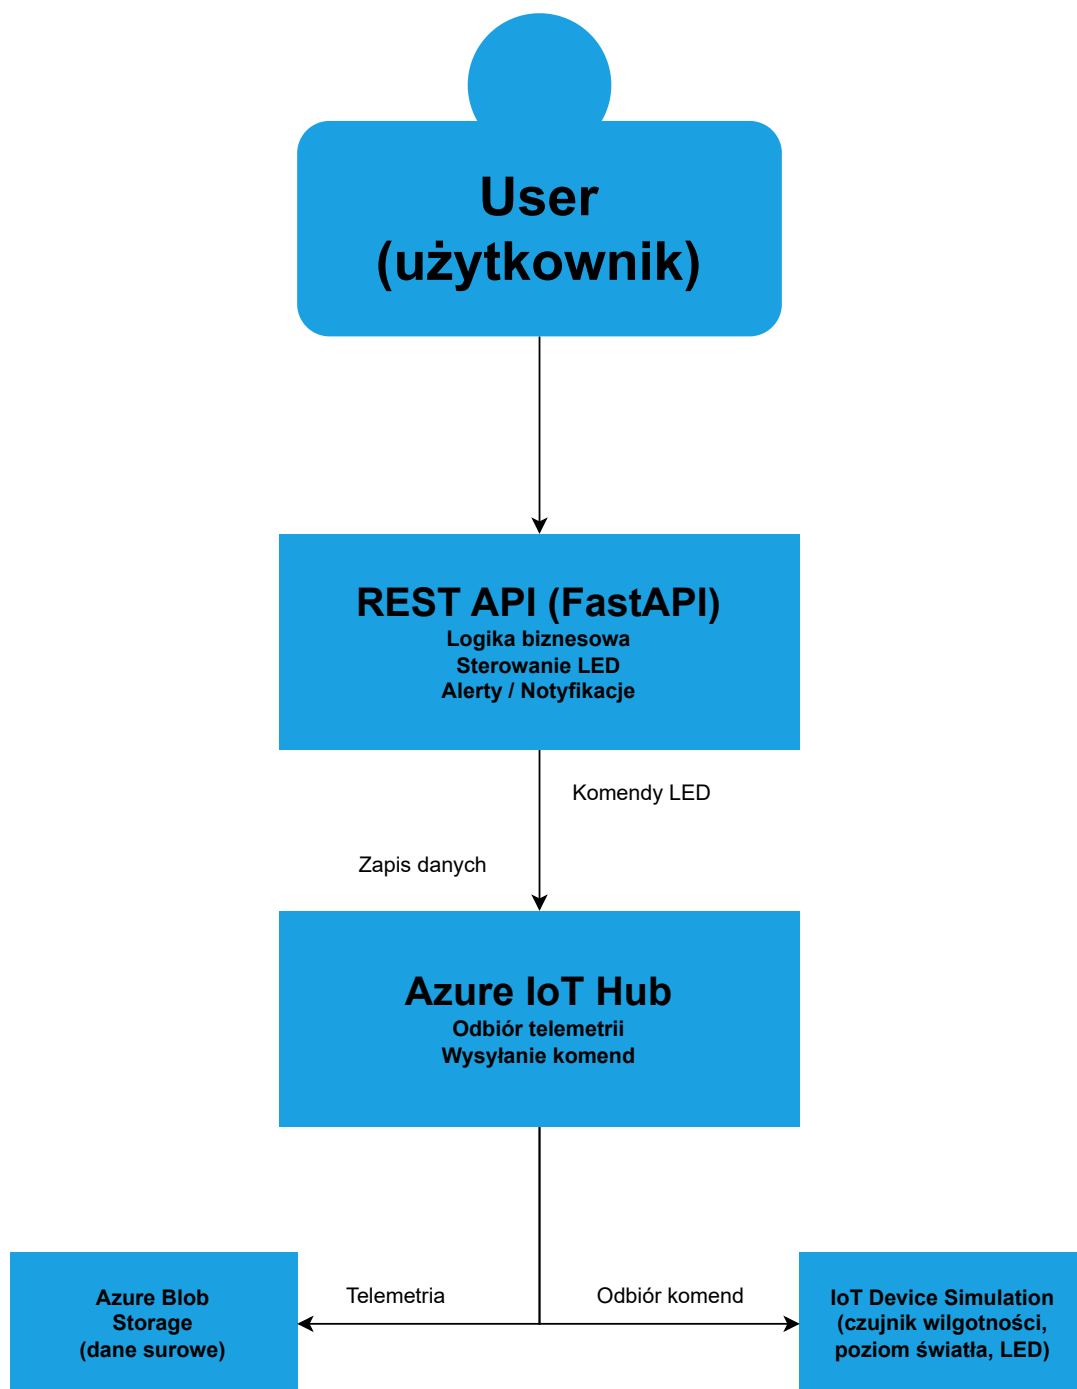 User
(użytkownik)
REST API (FastAPI)
Logika biznesowa
Sterowanie LED
Alerty / Notyfikacje
Komendy LED
Zapis danych
Azure IoT Hub
Odbiór telemetrii
Wysyłanie komend
Telemetria
Odbiór komend
Azure Blob
Storage
(dane surowe)
IoT Device Simulation
(czujnik wilgotności,
poziom światła, LED)